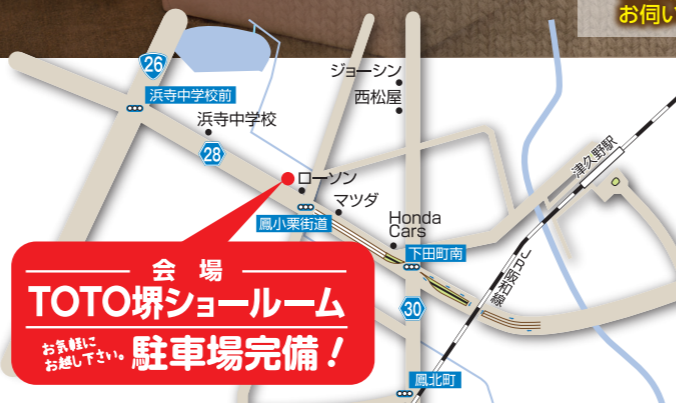 お伺い
26
浜寺中学校前
ジョーシン
西松屋
浜寺中学校
28
津久野駅
ローソン
マツダ
鳳小栗街道
Honda
Cars
下田町南
JR阪和線
30
鳳北町
会場
TOTO堺ショールーム
お気軽に
お越し下さい。
駐車場完備!